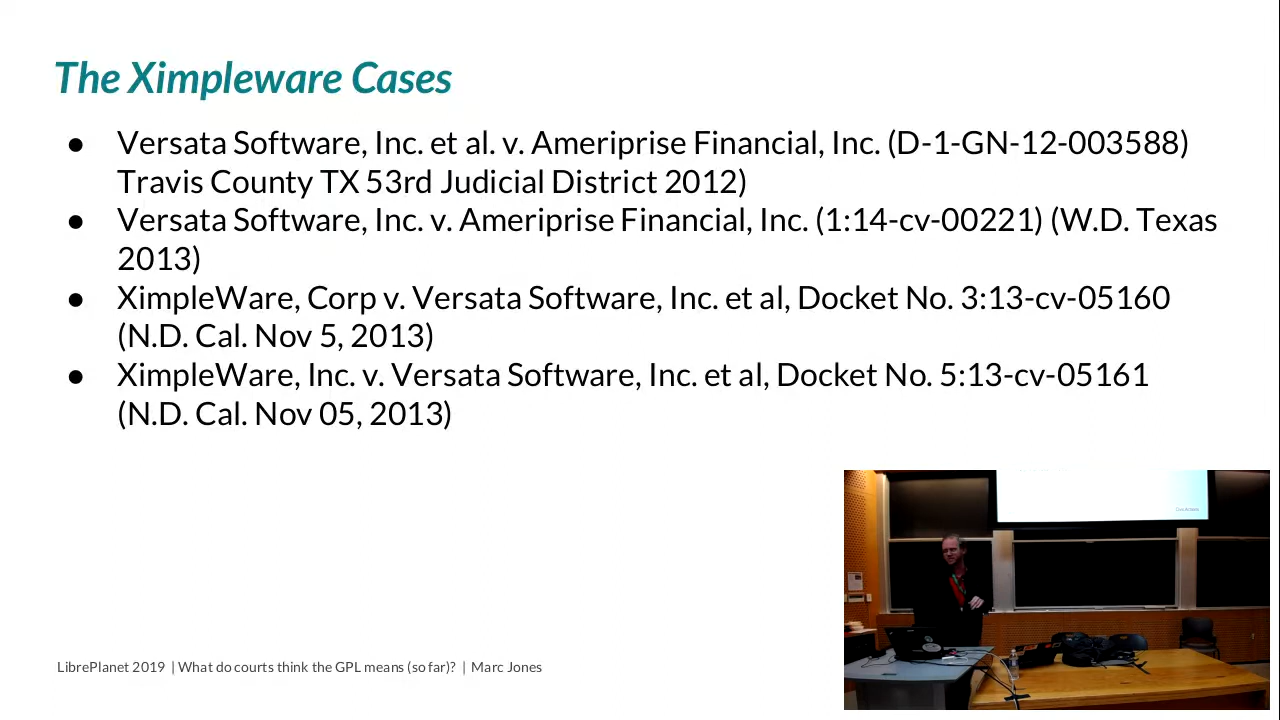 The Ximpleware Cases
● Versata Software, Inc. et al. v. Ameriprise Financial, Inc. (D-1-GN-12-003588)
Travis County TX 53rd Judicial District 2012)
● Versata Software, Inc. v. Ameriprise Financial, Inc. (1:14-cv-00221) (W.D. Texas
2013)
● XimpleWare, Corp v. Versata Software, Inc. et al, Docket No. 3:13-cv-05160
(N.D. Cal. Nov 5, 2013)
● XimpleWare, Inc. v. Versata Software, Inc. et al, Docket No. 5:13-cv-05161
(N.D. Cal. Nov 05, 2013)
LibrePlanet 2019 | What do courts think the GPL means (so far)? | Marc Jones